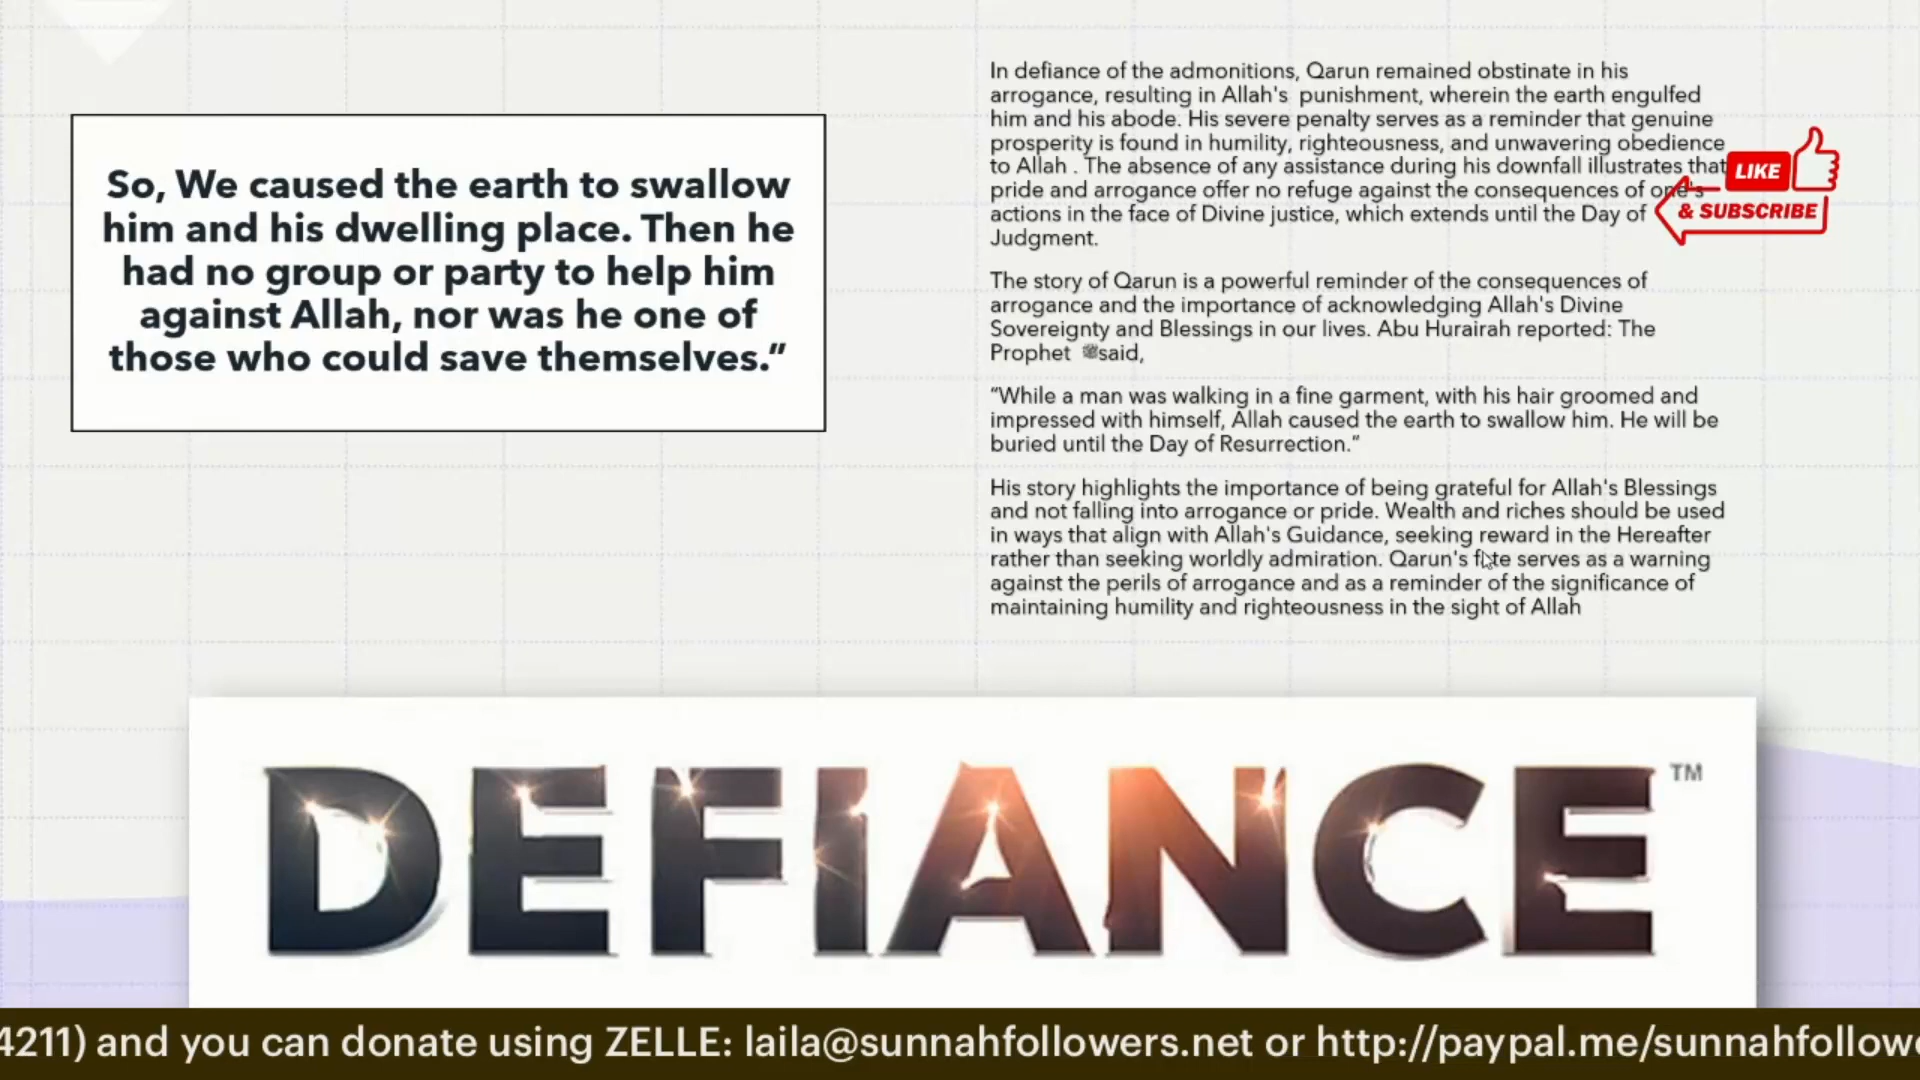 So, We caused the earth to swallow
him and his dwelling place. Then he
had no group or party to help him
against Allah, nor was he one of
those who could save themselves.”
In defiance of the admonitions, Qarun remained obstinate in his
arrogance, resulting in Allah's punishment, wherein the earth engulfed
him and his abode. His severe penalty serves as a reminder that genuine
prosperity is found in humility, righteousness, and unwavering obedience
to Allah . The absence of any assistance during his downfall illustrates that
pride and arrogance offer no refuge against the consequences of one's
actions in the face of Divine justice, which extends until the Day of
Judgment.
The story of Qarun is a powerful reminder of the consequences of
arrogance and the importance of acknowledging Allah's Divine
Sovereignty and Blessings in our lives. Abu Hurairah reported: The
Prophet ﷺsaid,
“While a man was walking in a fine garment, with his hair groomed and
impressed with himself, Allah caused the earth to swallow him. He will be
buried until the Day of Resurrection.”
His story highlights the importance of being grateful for Allah's Blessings
and not falling into arrogance or pride. Wealth and riches should be used
in ways that align with Allah's Guidance, seeking reward in the Hereafter
rather than seeking worldly admiration. Qarun's fate serves as a warning
against the perils of arrogance and as a reminder of the significance of
maintaining humility and righteousness in the sight of Allah
LIKE
& SUBSCRIBE
DEFIANCE™
4211) and you can donate using ZELLE: laila@sunnahfollowers.net or http://paypal.me/sunnahfollowe